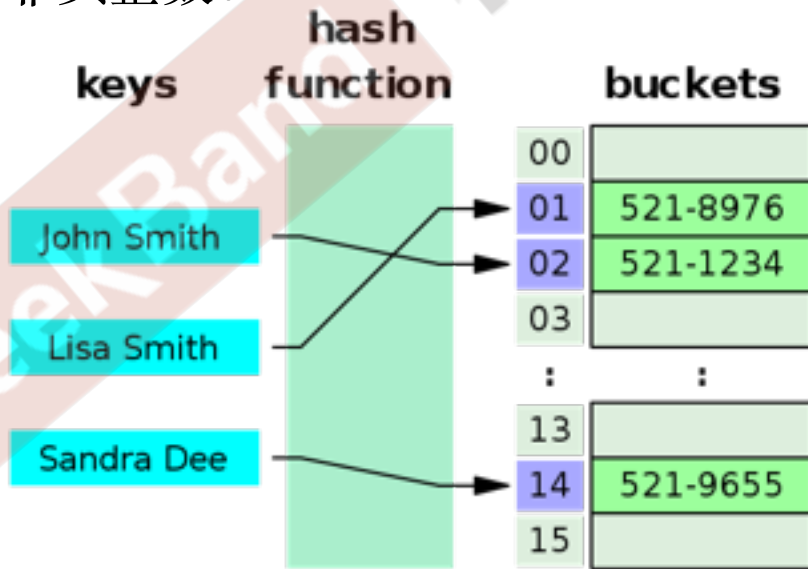 hash
keys function buckets
00
01 521-8976
John Smith 02 521-1234
03
Lisa Smith
: :
13
Sandra Dee 14 521-9655
15
eekBand